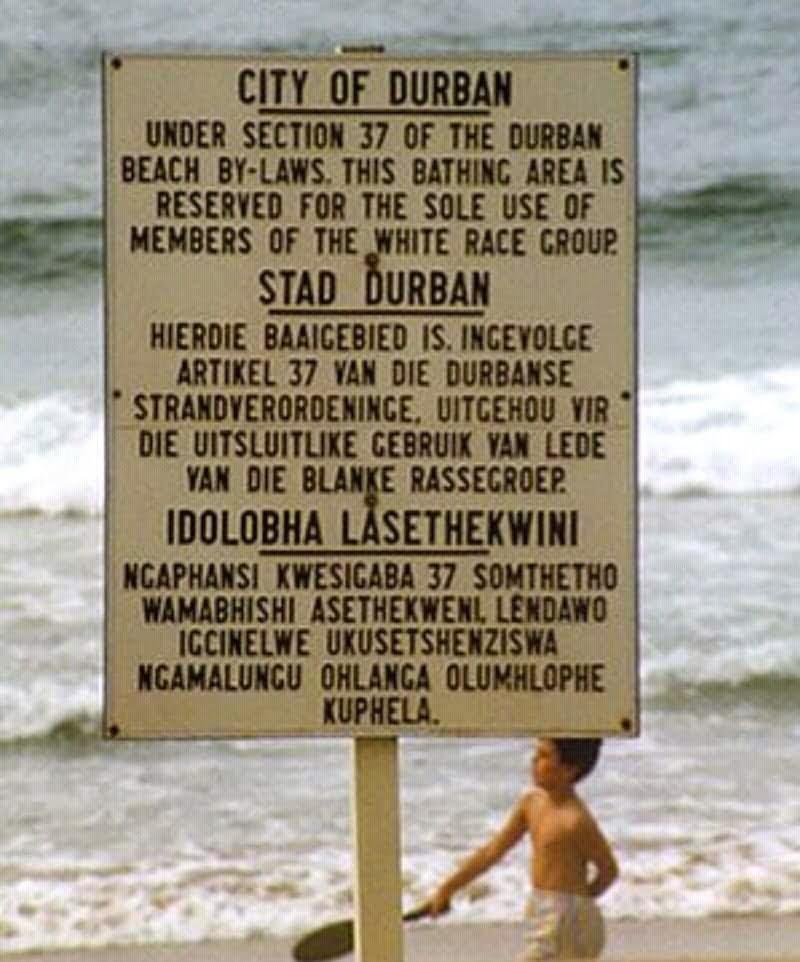 CITY OF DURBAN
UNDER SECTION 37 OF THE DURBAN
BEACH BY-LAWS. THIS BATHING AREA IS
RESERVED FOR THE SOLE USE OF
MEMBERS OF THE WHITE RACE GROUP.
STAD DURBAN
HIERDIE BAAIGEBIED IS. INGEVOLGE
ARTIKEL 37 VAN DIE DURBANSE
STRANDVERORDENINGE, UITGEHOU VIR
DIE UITSLUITLIKE GEBRUIK VAN LEDE
VAN DIE BLANKE RASSEGROEP.
IDOLOBHA LASETHEKWINI
NGAPHANSI KWESIGABA 37 SOMTHETHO
WAMABHISHI ASETHEKWENI, LENDAWO
IGCINELWE UKUSETSHENZISWA
NGAMALUNGU OHLANGA OLUMHLOPHE
KUPHELA.